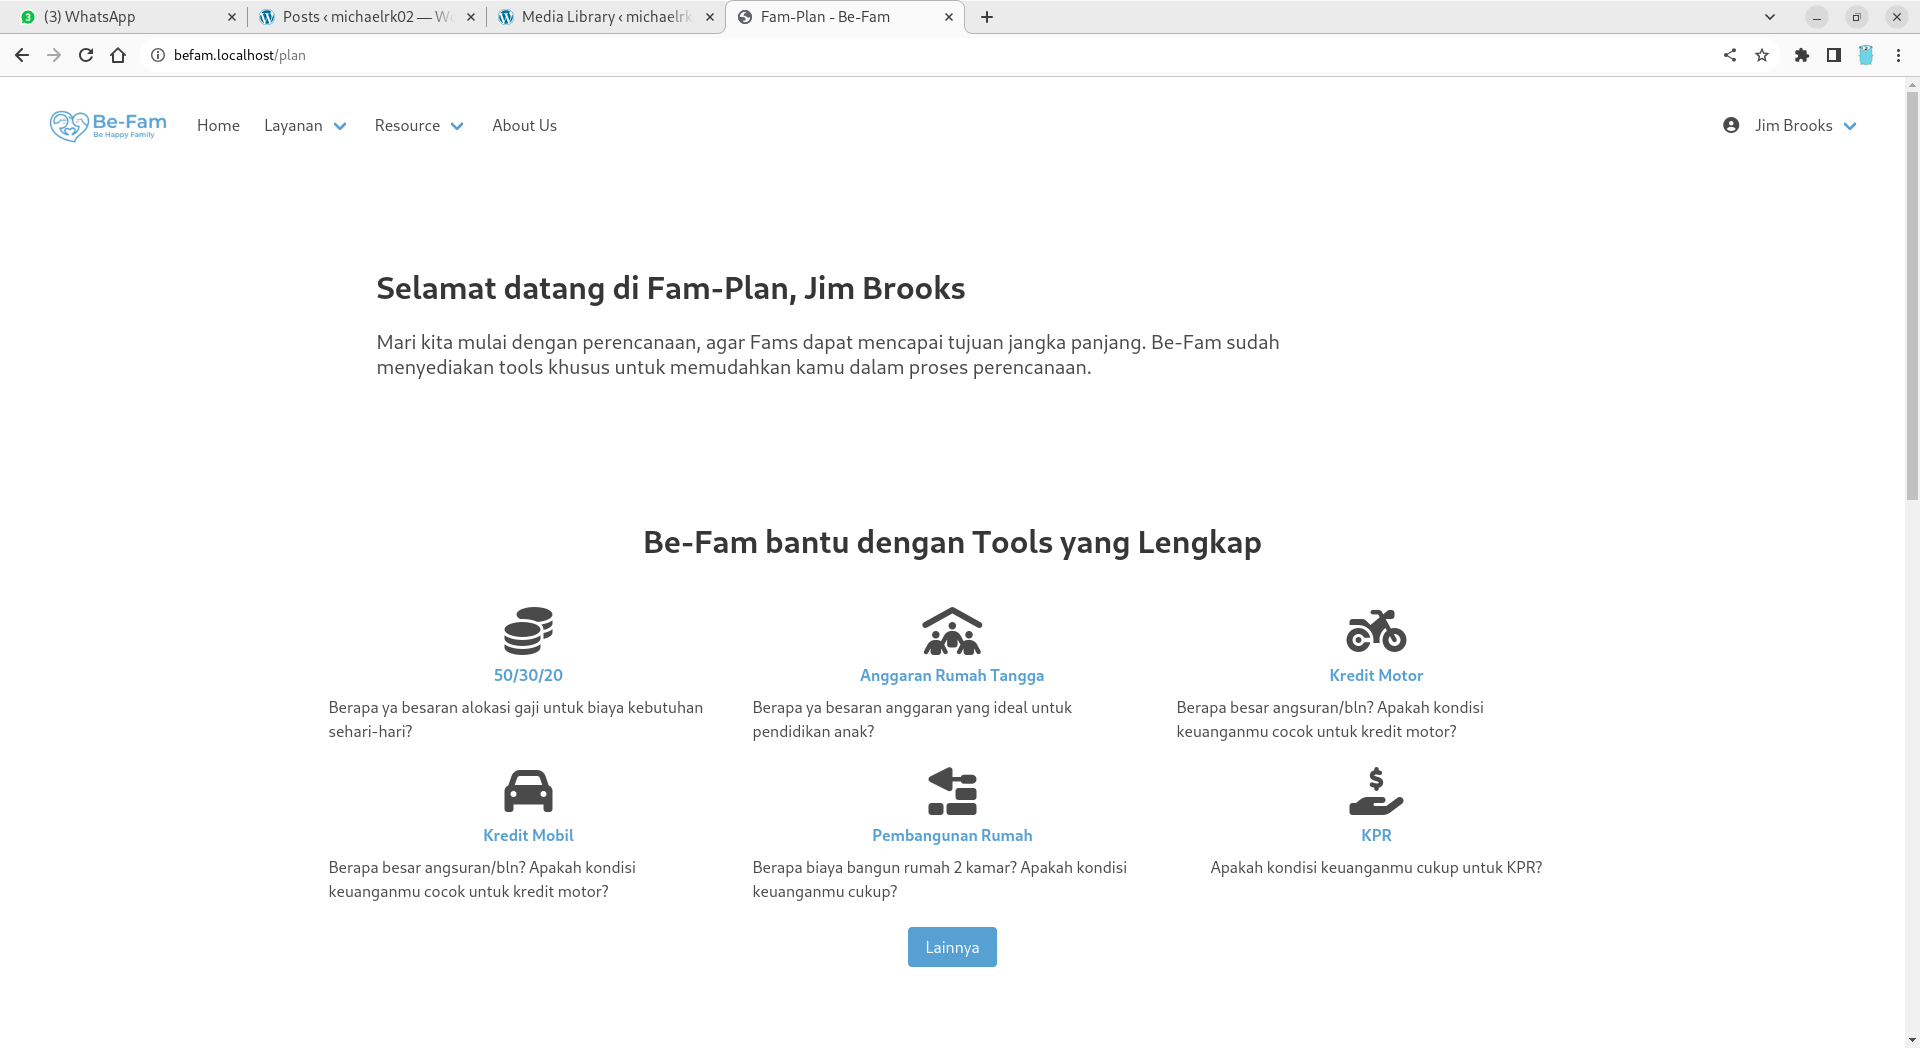 (3) WhatsApp
Posts ‹ michaelrk02 — W
Media Library ‹ michaelrk
Fam-Plan - Be-Fam
befam.localhost/plan
Be-Fam
Be Happy Family
Home
Layanan
Resource
About Us
Jim Brooks
Selamat datang di Fam-Plan, Jim Brooks
Mari kita mulai dengan perencanaan, agar Fams dapat mencapai tujuan jangka panjang. Be-Fam sudah
menyediakan tools khusus untuk memudahkan kamu dalam proses perencanaan.
Be-Fam bantu dengan Tools yang Lengkap
50/30/20
Berapa ya besaran alokasi gaji untuk biaya kebutuhan
sehari-hari?
Anggaran Rumah Tangga
Berapa ya besaran anggaran yang ideal untuk
pendidikan anak?
Kredit Motor
Berapa besar angsuran/bln? Apakah kondisi
keuanganmu cocok untuk kredit motor?
Kredit Mobil
Berapa besar angsuran/bln? Apakah kondisi
keuanganmu cocok untuk kredit motor?
Pembangunan Rumah
Berapa biaya bangun rumah 2 kamar? Apakah kondisi
keuanganmu cukup?
KPR
Apakah kondisi keuanganmu cukup untuk KPR?
Lainnya